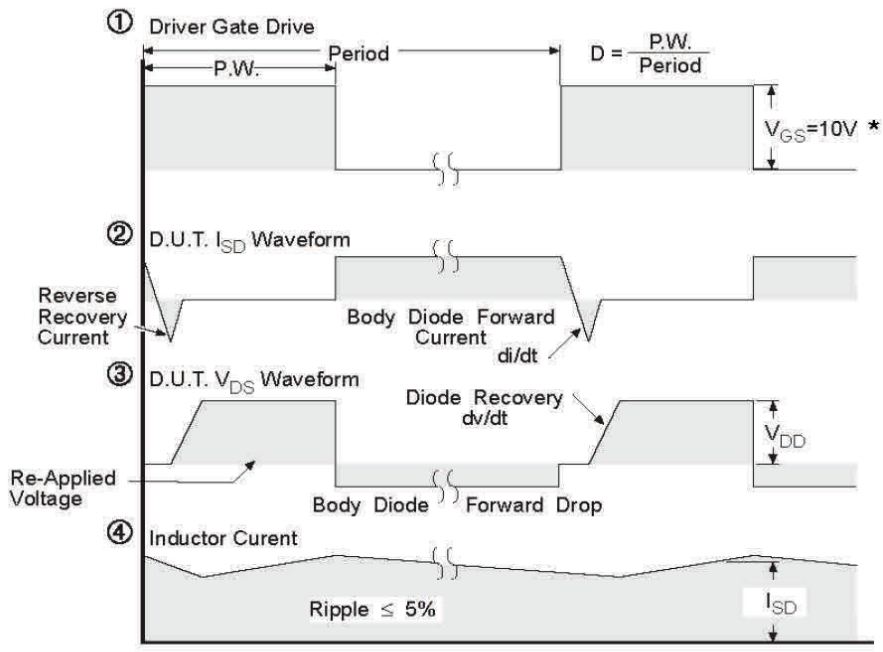 ① Driver Gate Drive
Period
P.W.
D = P.W.
Period
V_GS=10V *
② D.U.T. I_SD Waveform
Reverse
Recovery
Current
Body Diode Forward
Current
di/dt
③ D.U.T. V_DS Waveform
Diode Recovery
dv/dt
V_DD
Re-Applied
Voltage
Body Diode Forward Drop
④ Inductor Curent
Ripple ≤ 5%
I_SD